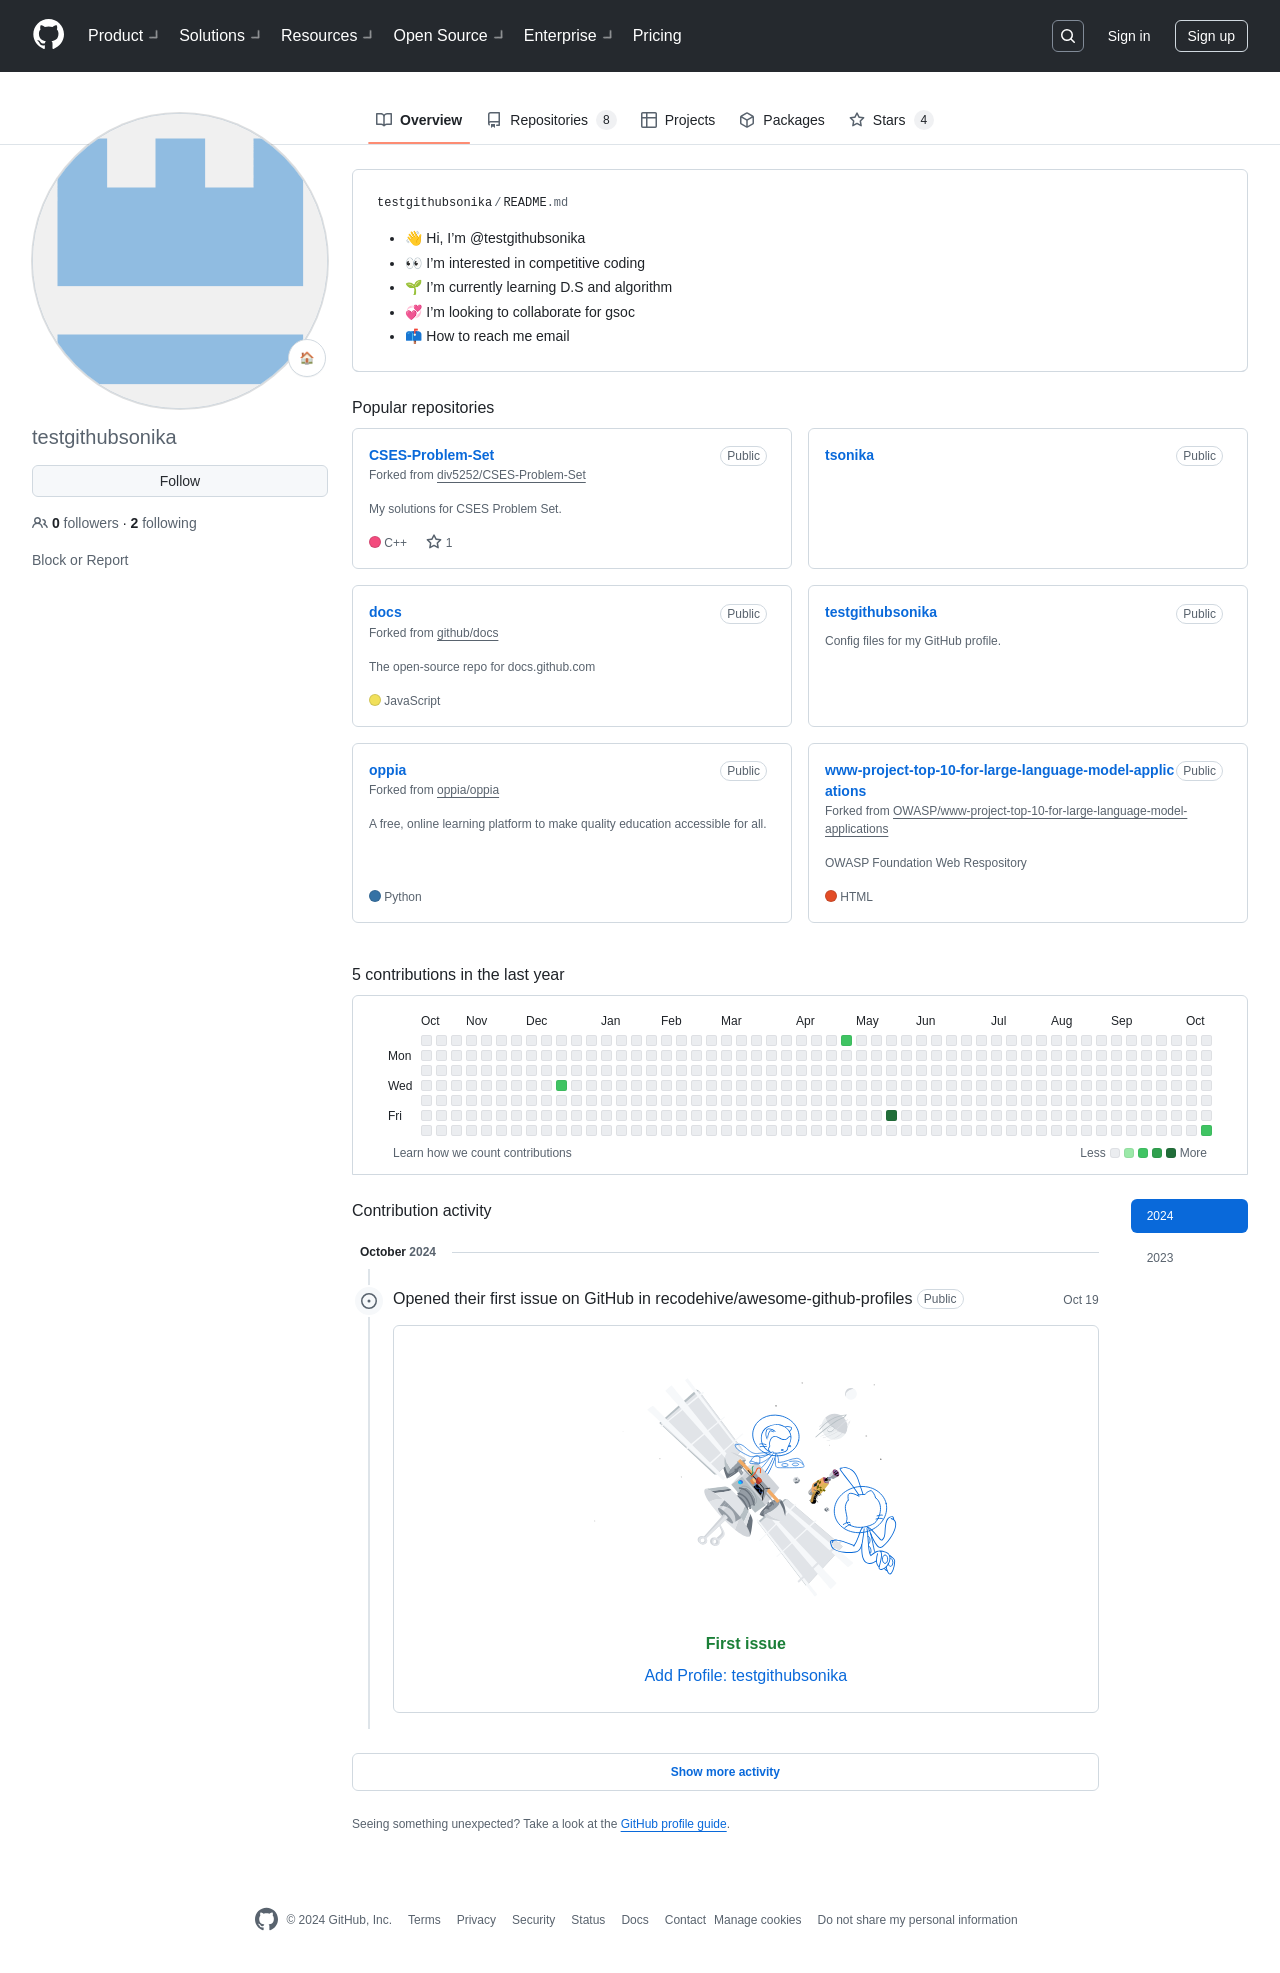 Product Solutions Resources Open Source Enterprise Pricing Sign in Sign up
Overview Repositories 8 Projects Packages Stars 4
testgithubsonika
Follow
0 followers · 2 following
Block or Report
testgithubsonika/README.md
👋 Hi, I’m @testgithubsonika
👀 I’m interested in competitive coding
🌱 I’m currently learning D.S and algorithm
💞️ I’m looking to collaborate for gsoc
📫 How to reach me email
Popular repositories
CSES-Problem-Set Public
Forked from div5252/CSES-Problem-Set
My solutions for CSES Problem Set.
C++ 1
tsonika Public
docs Public
Forked from github/docs
The open-source repo for docs.github.com
JavaScript
testgithubsonika Public
Config files for my GitHub profile.
oppia Public
Forked from oppia/oppia
A free, online learning platform to make quality education accessible for all.
Python
www-project-top-10-for-large-language-model-applic Public
ations
Forked from OWASP/www-project-top-10-for-large-language-model-
applications
OWASP Foundation Web Respository
HTML
5 contributions in the last year
Oct Nov Dec Jan Feb Mar Apr May Jun Jul Aug Sep Oct
Mon
Wed
Fri
Learn how we count contributions Less More
Contribution activity
2024
2023
October 2024
Opened their first issue on GitHub in recodehive/awesome-github-profiles Public Oct 19
First issue
Add Profile: testgithubsonika
Show more activity
Seeing something unexpected? Take a look at the GitHub profile guide.
© 2024 GitHub, Inc. Terms Privacy Security Status Docs Contact Manage cookies Do not share my personal information